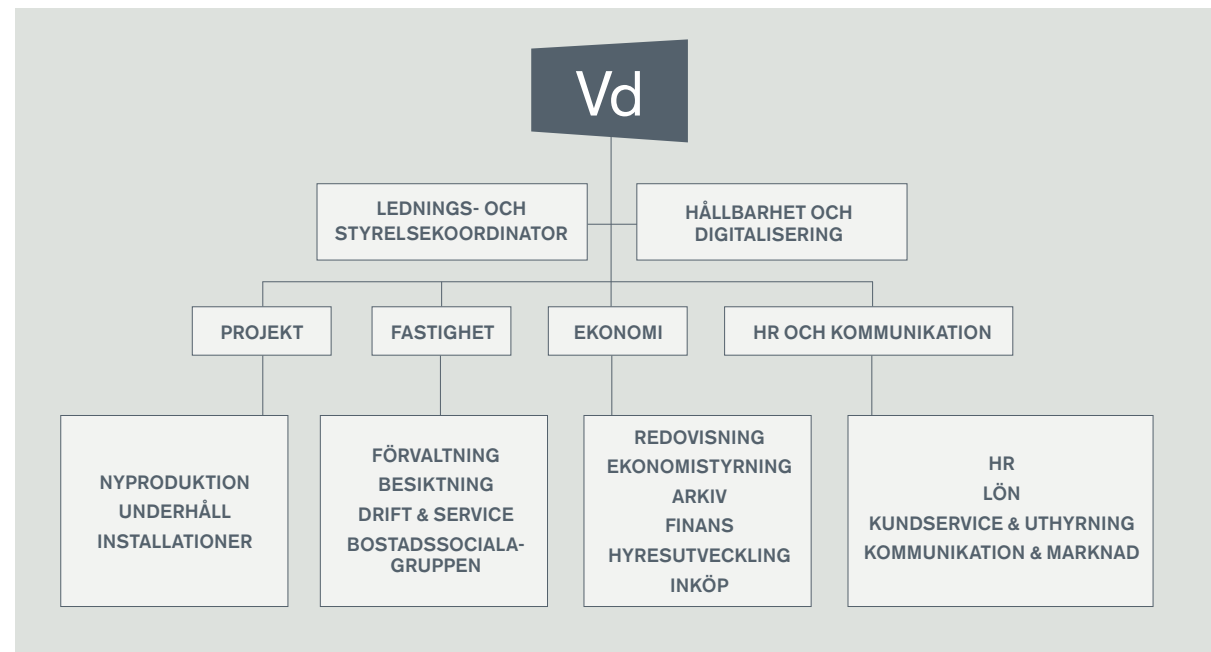 Vd
LEDNINGS- OCH
STYRELSEKOORDINATOR
HÅLLBARHET OCH
DIGITALISERING
PROJEKT
FASTIGHET
EKONOMI
HR OCH KOMMUNIKATION
NYPRODUKTION
UNDERHÅLL
INSTALLATIONER
FÖRVALTNING
BESIKTNING
DRIFT & SERVICE
BOSTADSSOCIALA-
GRUPPEN
REDOVISNING
EKONOMISTYRNING
ARKIV
FINANS
HYRESUTVECKLING
INKÖP
HR
LÖN
KUNDSERVICE & UTHYRNING
KOMMUNIKATION & MARKNAD